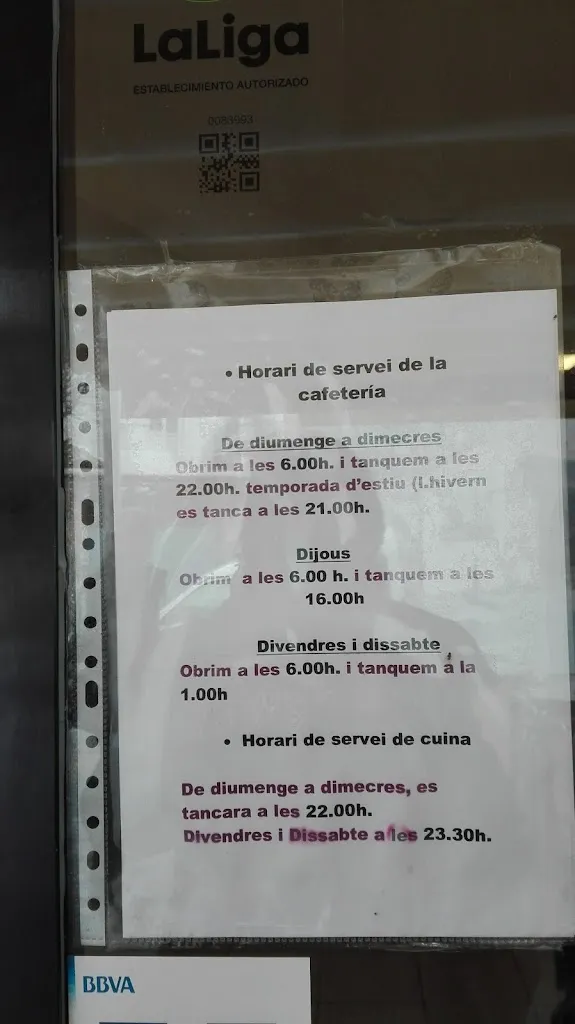 LaLiga
ESTABLECIMIENTO AUTORIZADO
0083993
• Horari de servei de la
cafetería
De diumenge a dimecres
Obrim a les 6.00h. i tanquem a les
22.00h. temporada d'estiu (l.hivern
es tanca a les 21.00h.
Dijous
Obrim a les 6.00 h. i tanquem a les
16.00h
Divendres i dissabte
Obrim a les 6.00h. i tanquem a la
1.00h
• Horari de servei de cuina
De diumenge a dimecres, es
tancara a les 22.00h.
Divendres i Dissabte a les 23.30h.
BBVA